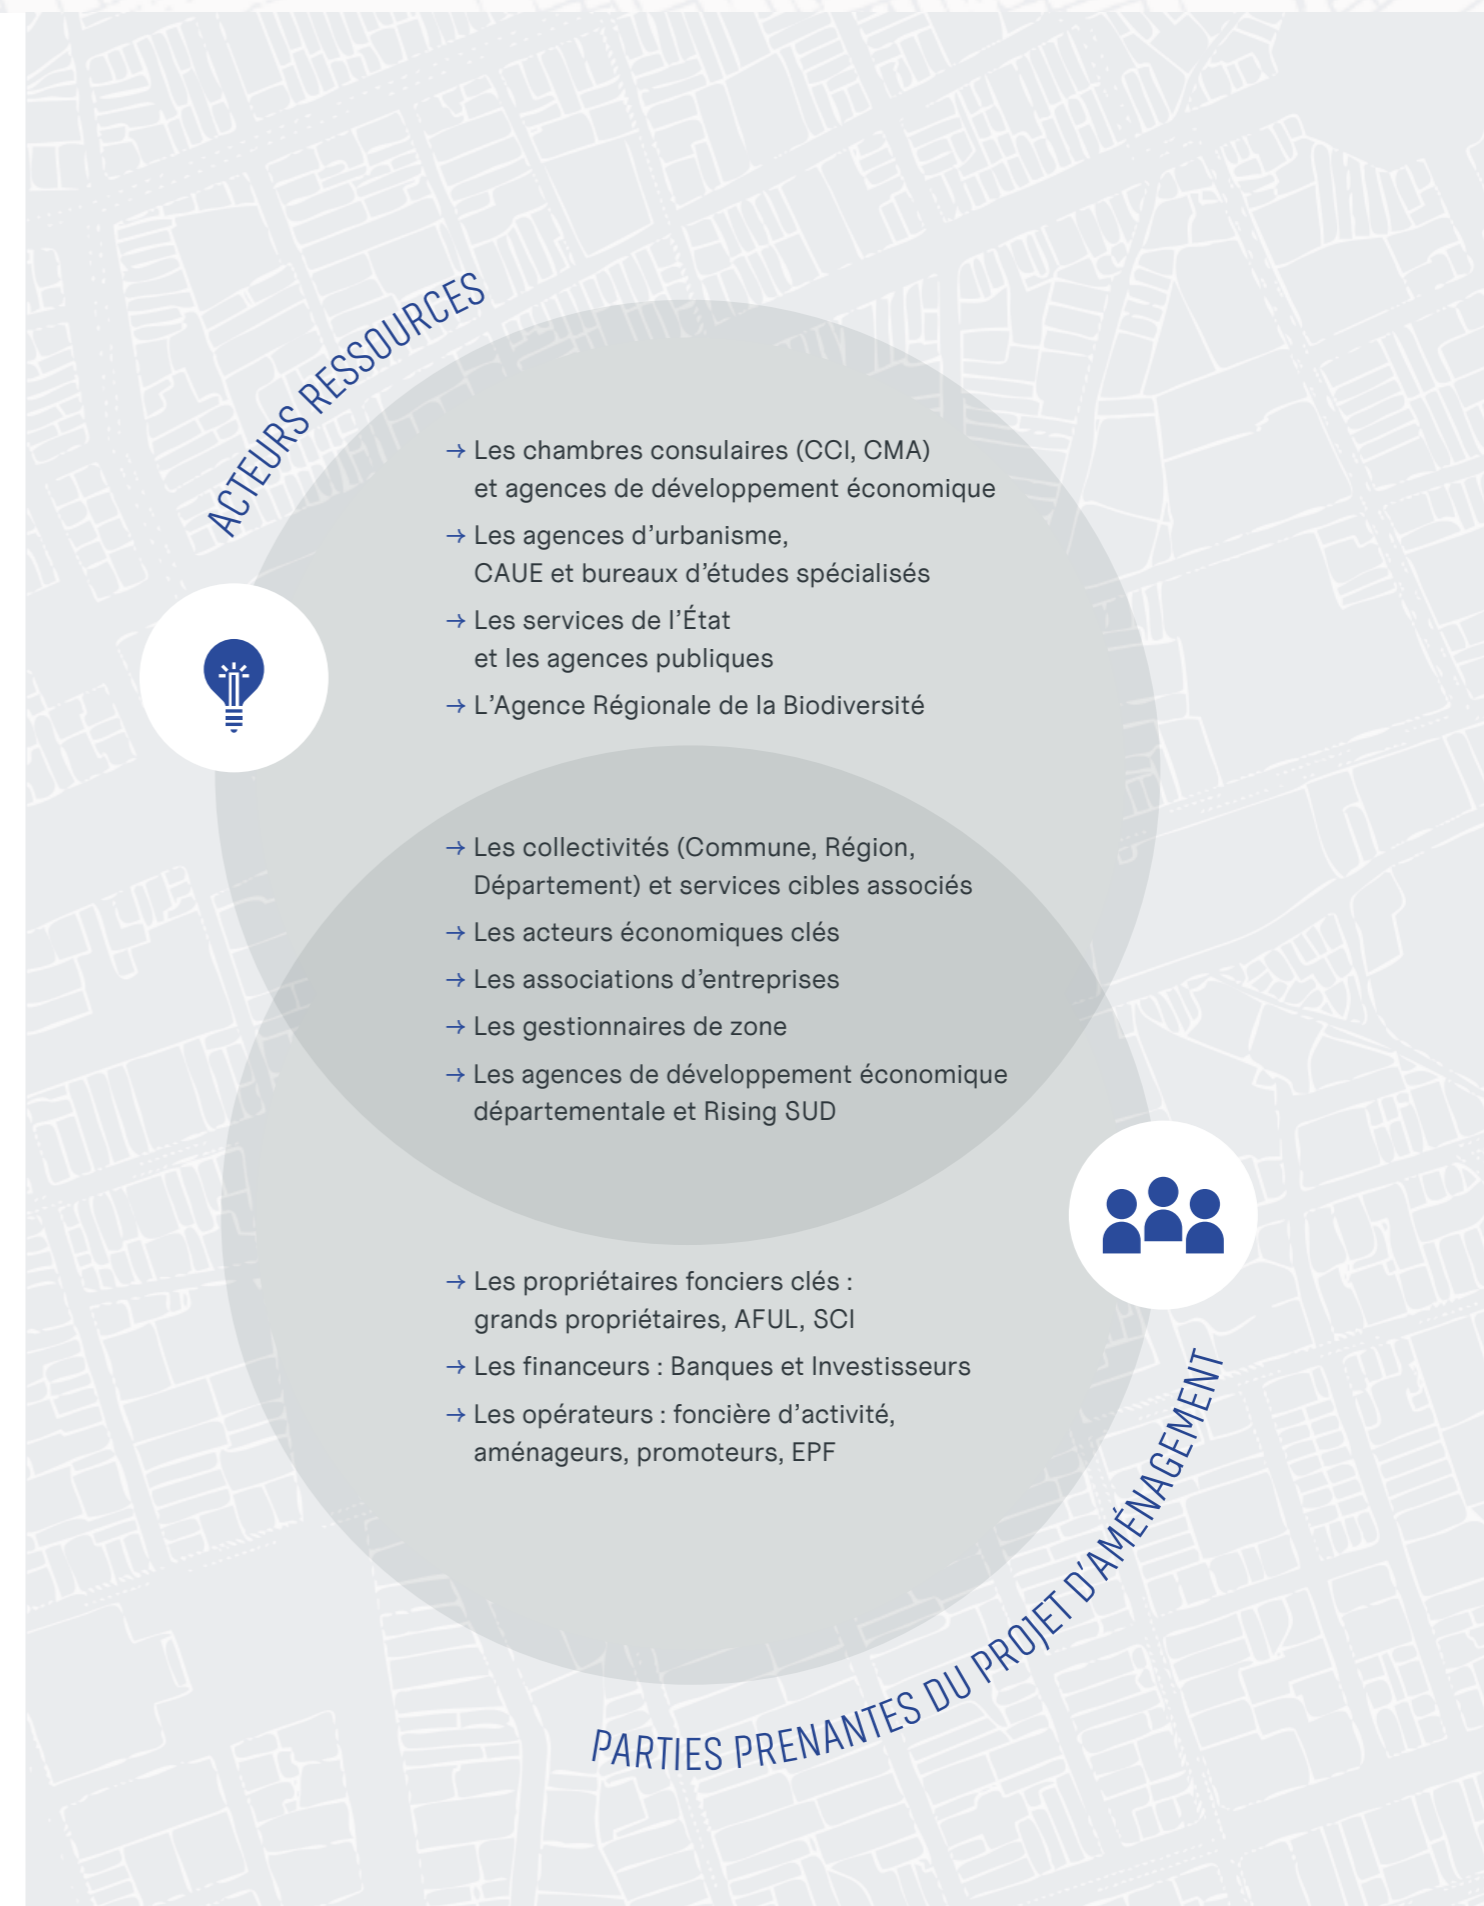 ACTEURS RESSOURCES
→ Les chambres consulaires (CCI, CMA)
et agences de développement économique
→ Les agences d’urbanisme,
CAUE et bureaux d’études spécialisés
→ Les services de l’État
et les agences publiques
→ L’Agence Régionale de la Biodiversité
→ Les collectivités (Commune, Région,
Département) et services cibles associés
→ Les acteurs économiques clés
→ Les associations d’entreprises
→ Les gestionnaires de zone
→ Les agences de développement économique
départementale et Rising SUD
→ Les propriétaires fonciers clés :
grands propriétaires, AFUL, SCI
→ Les financeurs : Banques et Investisseurs
→ Les opérateurs : foncière d’activité,
aménageurs, promoteurs, EPF
PARTIES PRENANTES DU PROJET D’AMÉNAGEMENT